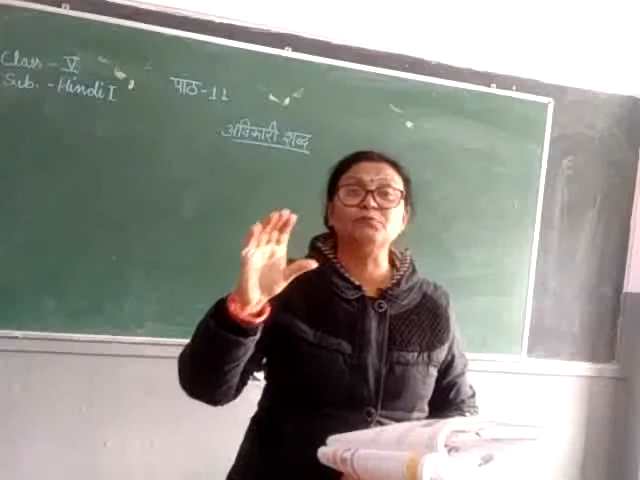 Class - V
Sub. - Hindi I
पाठ-11
अविकारी शब्द